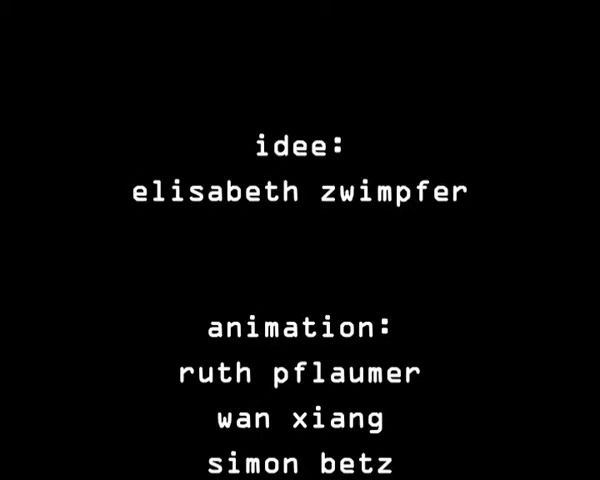 idee:
elisabeth zwimpfer
animation:
ruth pflaumer
wan xiang
simon betz